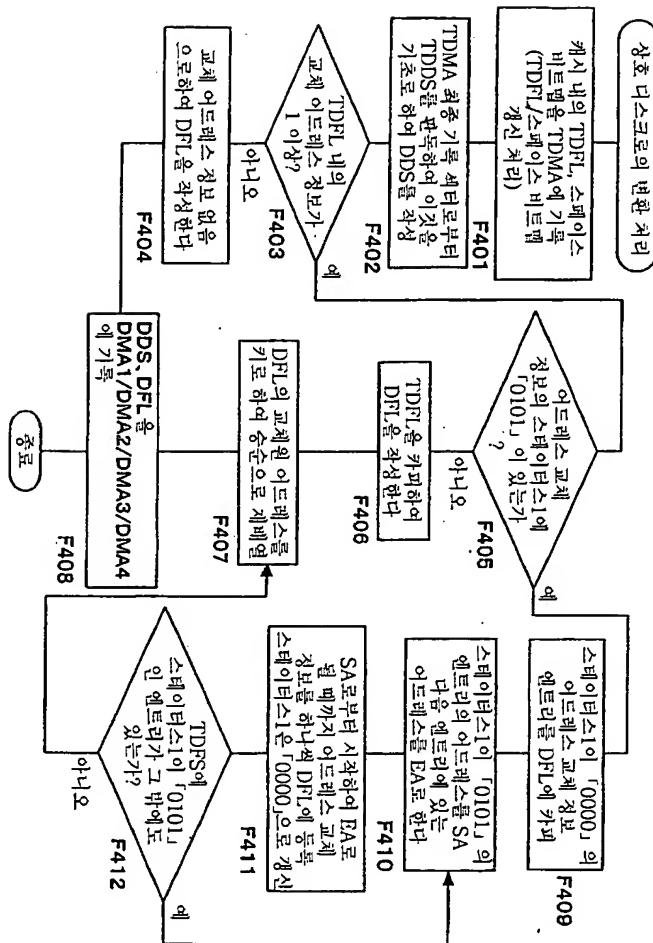 상호 디스크로의 변환 처리
캐시 내의 TDFL, 스페이스
비트맵을 TDMA에 기록
(TDFL/스페이스 비트맵
갱신 처리)
F401
TDMA 최종 기록 섹터로부터
TDDS를 판독하여 이것을
기초로 하여 DDS를 작성
F402
TDFL 내의
교체 어드레스 정보가
1 이상?
F403
예
아니오
교체 어드레스 정보 없음
으로하여 DFL을 작성한다
F404
어드레스 교체
정보의 스테이터스1에
「0101」이 있는가
?
F405
예
아니오
TDFL을 카피하여
DFL을 작성한다
F406
DFL의 교체원 어드레스를
키로 하여 승순으로 재배열
F407
DDS、DFL을
DMA1/DMA2/DMA3/DMA4
에 기록
F408
종료
스테이터스1이 「0000」의
어드레스 교체 정보
엔트리를 DFL에 카피
F409
스테이터스1이 「0101」의
엔트리의 어드레스를 SA
다음 엔트리에 있는
어드레스를 EA로 한다
F410
SA로부터 시작하여 EA로
될 때까지 어드레스 교체
정보를 하나씩 DFL에 등록
스테이터스1은 「0000」으로 갱신
F411
TDFS에
스테이터스1이 「0101」
인 엔트리가 그 밖에도
있는가?
F412
예
아니오